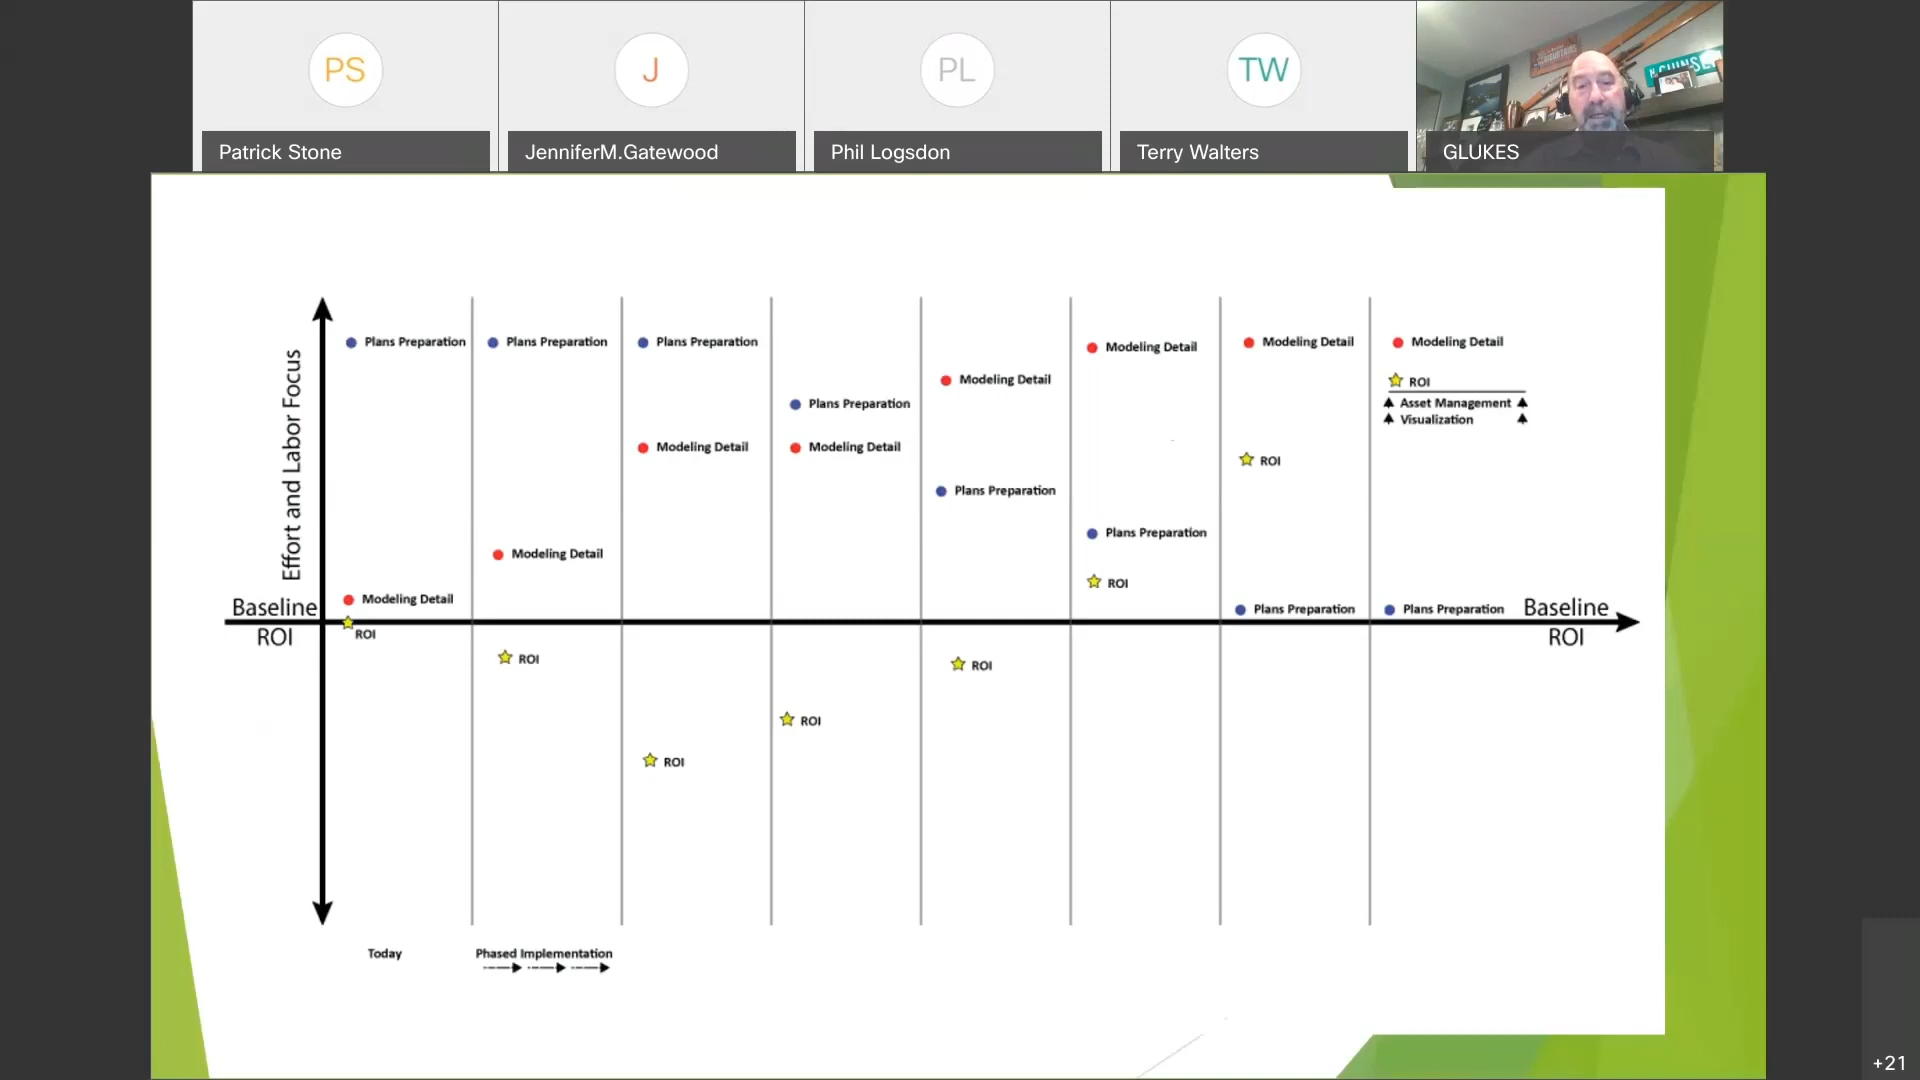 PS
J
PL
TW
Patrick Stone
JenniferM.Gatewood
Phil Logsdon
Terry Walters
GLUKES
Effort and Labor Focus
Plans Preparation
Plans Preparation
Plans Preparation
Modeling Detail
Modeling Detail
Modeling Detail
Modeling Detail
ROI
Asset Management
Visualization
Plans Preparation
Modeling Detail
Modeling Detail
Modeling Detail
ROI
Plans Preparation
Plans Preparation
Modeling Detail
ROI
Modeling Detail
Plans Preparation
Plans Preparation
Baseline
Baseline
ROI
ROI
ROI
ROI
ROI
ROI
ROI
Today
Phased Implementation
+21